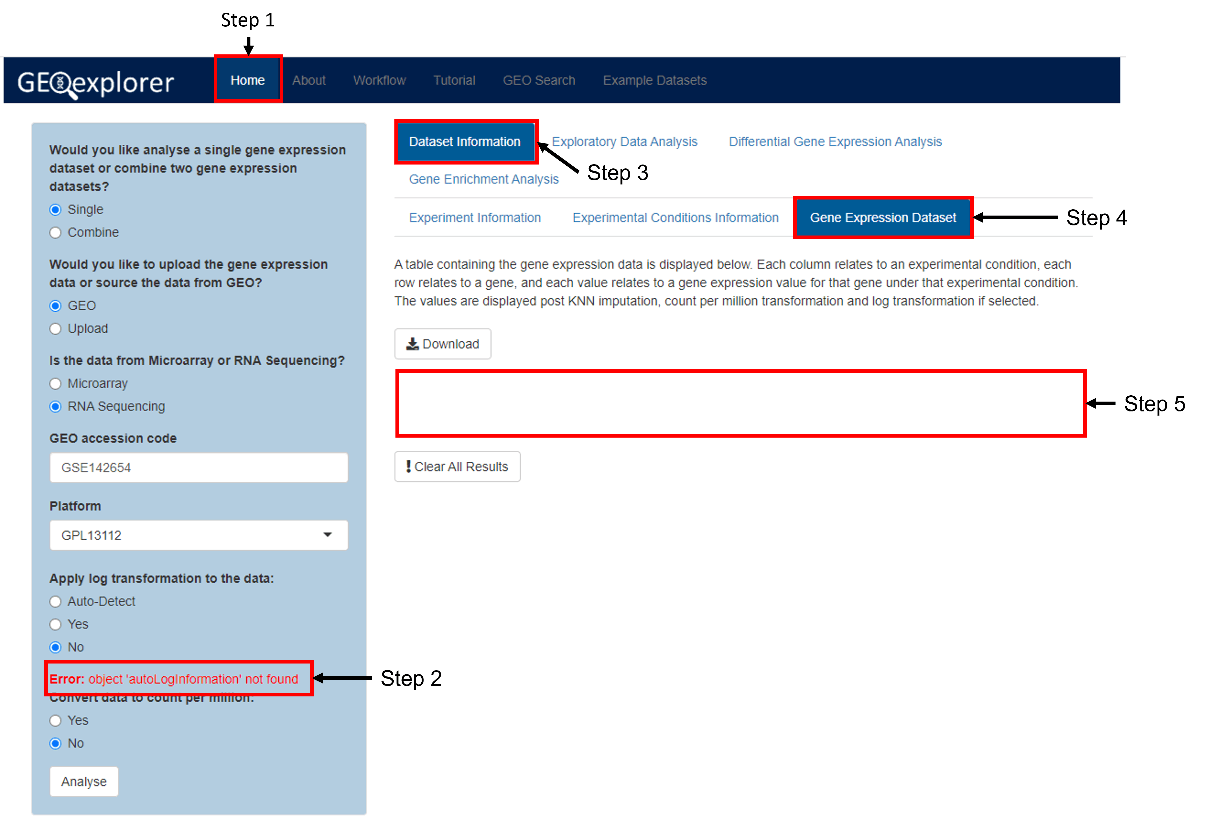 Step 1
GEOexplorer
Home
About
Workflow
Tutorial
GEO Search
Example Datasets
Would you like analyse a single gene expression
dataset or combine two gene expression
datasets?
Single
Combine
Would you like to upload the gene expression
data or source the data from GEO?
GEO
Upload
Is the data from Microarray or RNA Sequencing?
Microarray
RNA Sequencing
GEO accession code
GSE142654
Platform
GPL13112
Apply log transformation to the data:
Auto-Detect
Yes
No
Error: object 'autoLogInformation' not found
Step 2
Convert data to count per million:
Yes
No
Analyse
Dataset Information
Exploratory Data Analysis
Differential Gene Expression Analysis
Step 3
Gene Enrichment Analysis
Experiment Information
Experimental Conditions Information
Gene Expression Dataset
Step 4
A table containing the gene expression data is displayed below. Each column relates to an experimental condition, each
row relates to a gene, and each value relates to a gene expression value for that gene under that experimental condition.
The values are displayed post KNN imputation, count per million transformation and log transformation if selected.
Download
Step 5
! Clear All Results